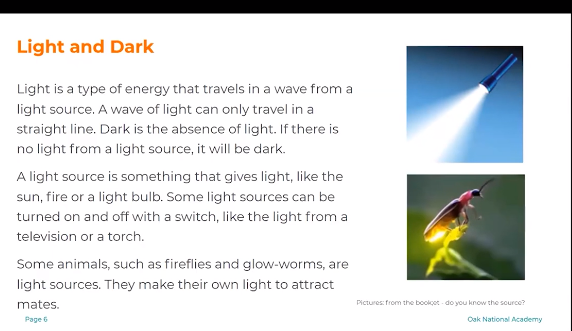 Light and Dark
Light is a type of energy that travels in a wave from a
light source. A wave of light can only travel in a
straight line. Dark is the absence of light. If there is
no light from a light source, it will be dark.
A light source is something that gives light, like the
sun, fire or a light bulb. Some light sources can be
turned on and off with a switch, like the light from a
television or a torch.
Some animals, such as fireflies and glow-worms, are
light sources. They make their own light to attract
mates.
Pictures: from the booklet - do you know the source?
Page 6
Oak National Academy